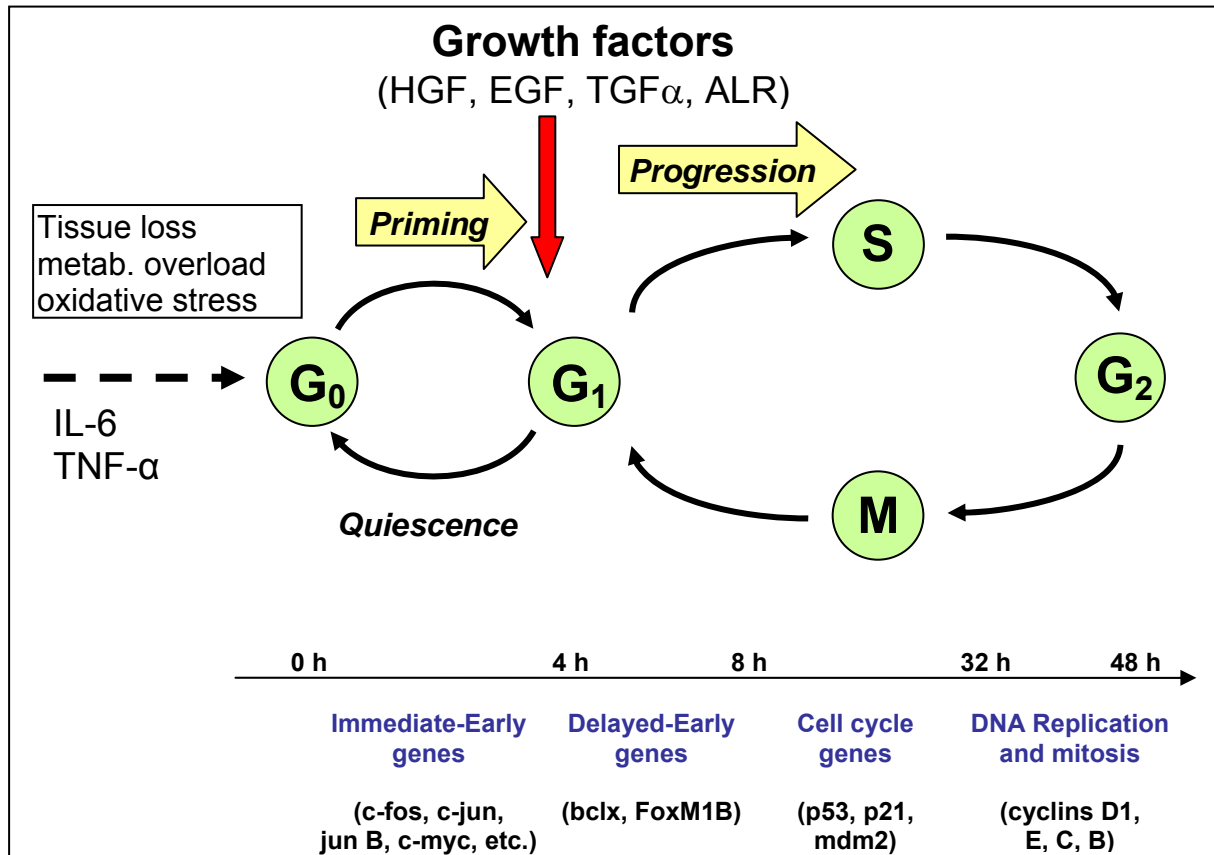 Growth factors
(HGF, EGF, TGFα, ALR)
Progression
Priming
Tissue loss
metab. overload
oxidative stress
S
G₀
G₁
G₂
IL-6
TNF-α
M
Quiescence
0 h 4 h 8 h 32 h 48 h
Immediate-Early
genes
Delayed-Early
genes
Cell cycle
genes
DNA Replication
and mitosis
(c-fos, c-jun,
jun B, c-myc, etc.)
(bclx, FoxM1B)
(p53, p21,
mdm2)
(cyclins D1,
E, C, B)